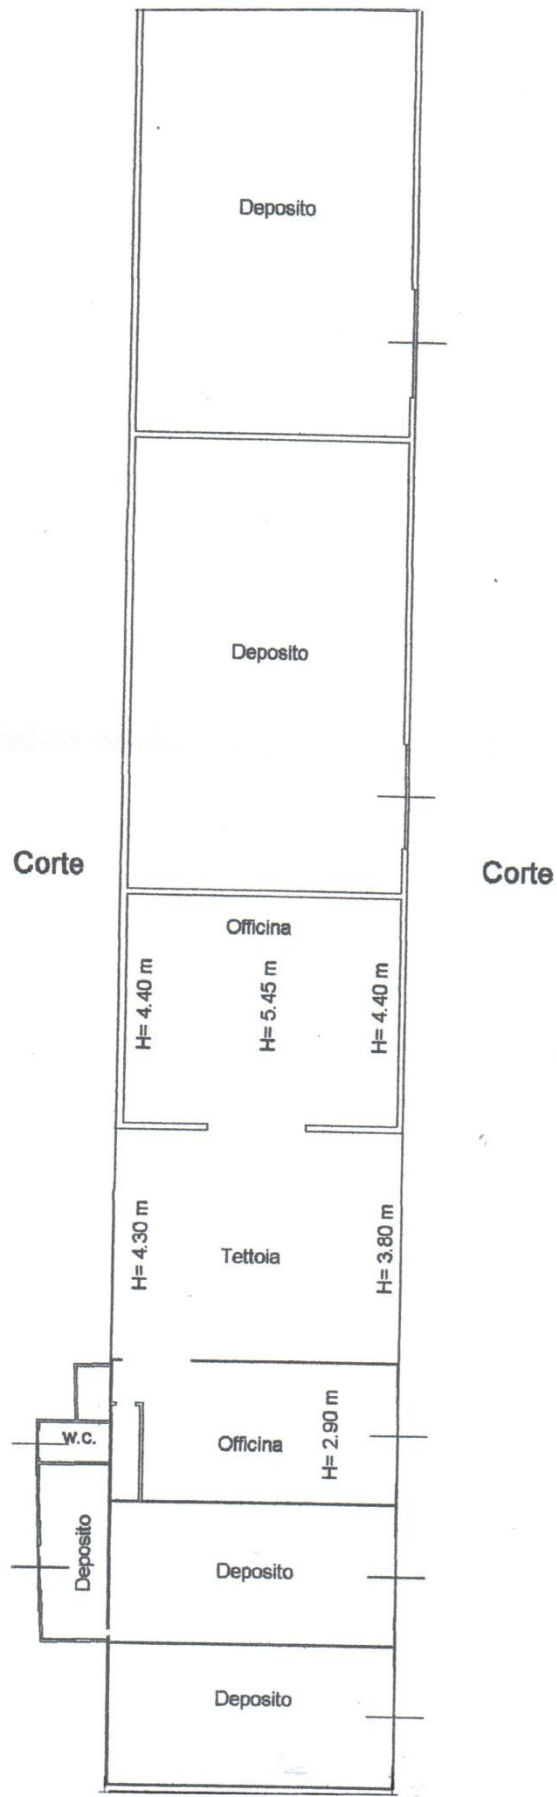 Deposito
Deposito
Corte
Corte
Officina
H= 4.40 m
H= 5.45 m
H= 4.40 m
H= 4.30 m
Tettoia
H= 3.80 m
W.C.
Officina
H= 2.90 m
Deposito
Deposito
Deposito